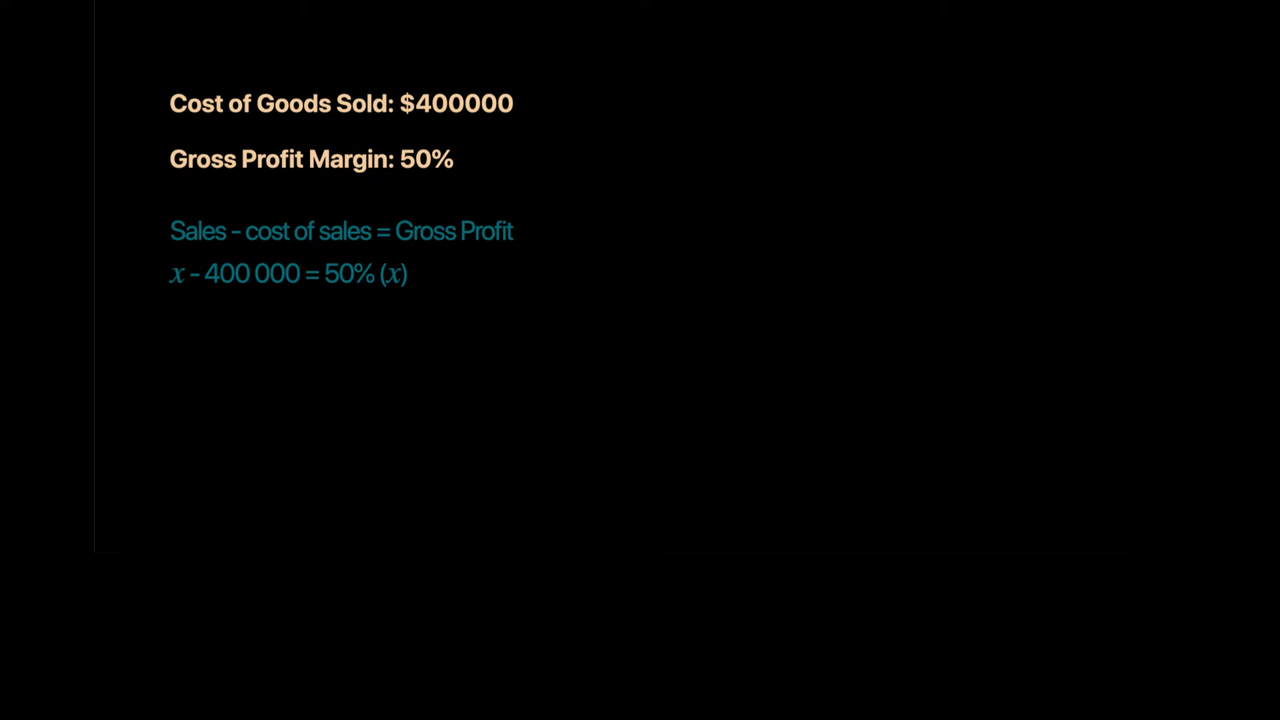 Cost of Goods Sold: $400000
Gross Profit Margin: 50%
Sales - cost of sales = Gross Profit
x - 400 000 = 50% (x)